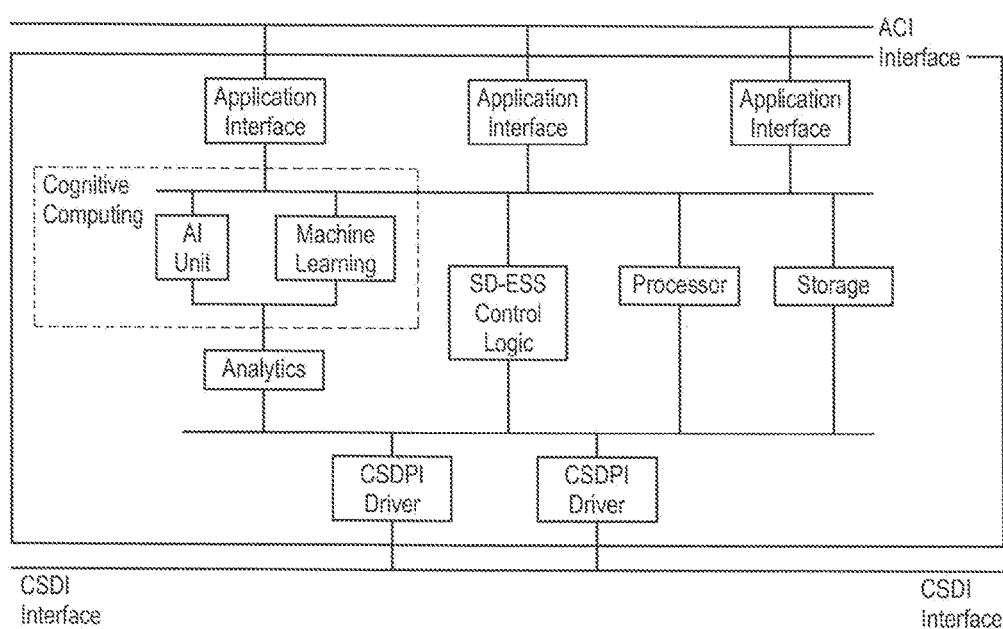 ACI
Interface
Application
Interface
Application
Interface
Application
Interface
Cognitive
Computing
AI
Unit
Machine
Learning
SD-ESS
Control
Logic
Processor
Storage
Analytics
CSDPI
Driver
CSDPI
Driver
CSDI
Interface
CSDI
Interface